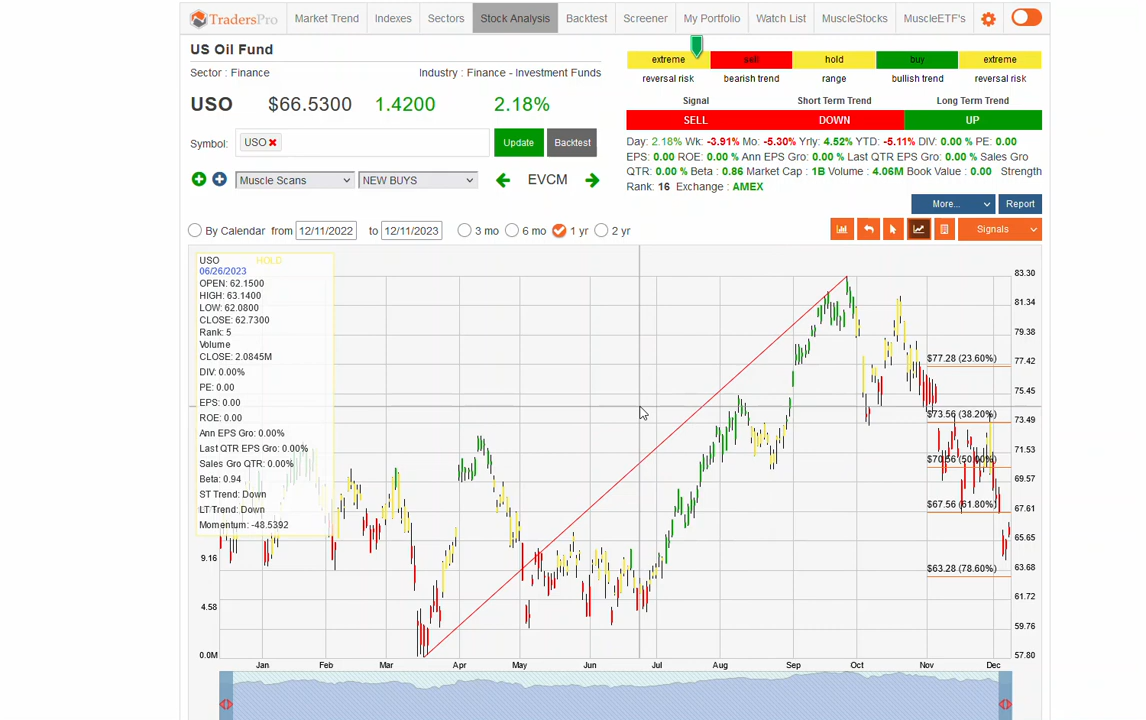 TradersPro Market Trend Indexes Sectors Stock Analysis Backtest Screener My Portfolio Watch List MuscleStocks MuscleETF's
US Oil Fund
Sector : Finance Industry : Finance - Investment Funds
USO $66.5300 1.4200 2.18%
Symbol: USO Update Backtest
Muscle Scans NEW BUYS EVCM
extreme sell hold buy extreme
reversal risk bearish trend range bullish trend reversal risk
Signal Short Term Trend Long Term Trend
SELL DOWN UP
Day: 2.18% Wk: -3.91% Mo: -5.30% Yrly: 4.52% YTD: -5.11% DIV: 0.00 % PE: 0.00
EPS: 0.00 ROE: 0.00 % Ann EPS Gro: 0.00 % Last QTR EPS Gro: 0.00 % Sales Gro
QTR: 0.00 % Beta : 0.86 Market Cap : 1B Volume : 4.06M Book Value : 0.00 Strength
Rank: 16 Exchange : AMEX
More... Report
By Calendar from 12/11/2022 to 12/11/2023 3 mo 6 mo 1 yr 2 yr Signals
USO HOLD
06/26/2023
OPEN: 62.1500
HIGH: 63.1400
LOW: 62.0800
CLOSE: 62.7300
Rank: 5
Volume
CLOSE: 2.0845M
DIV: 0.00%
PE: 0.00
EPS: 0.00
ROE: 0.00
Ann EPS Gro: 0.00%
Last QTR EPS Gro: 0.00%
Sales Gro QTR: 0.00%
Beta: 0.94
ST Trend: Down
LT Trend: Down
Momentum: -48.5392
9.16
4.58
0.0M
$77.28 (23.60%)
$73.56 (38.20%)
$70.56 (50.00%)
$67.56 (61.80%)
$63.28 (78.60%)
83.30
81.34
79.38
77.42
75.45
73.49
71.53
69.57
67.61
65.65
63.68
61.72
59.76
57.80
Jan Feb Mar Apr May Jun Jul Aug Sep Oct Nov Dec